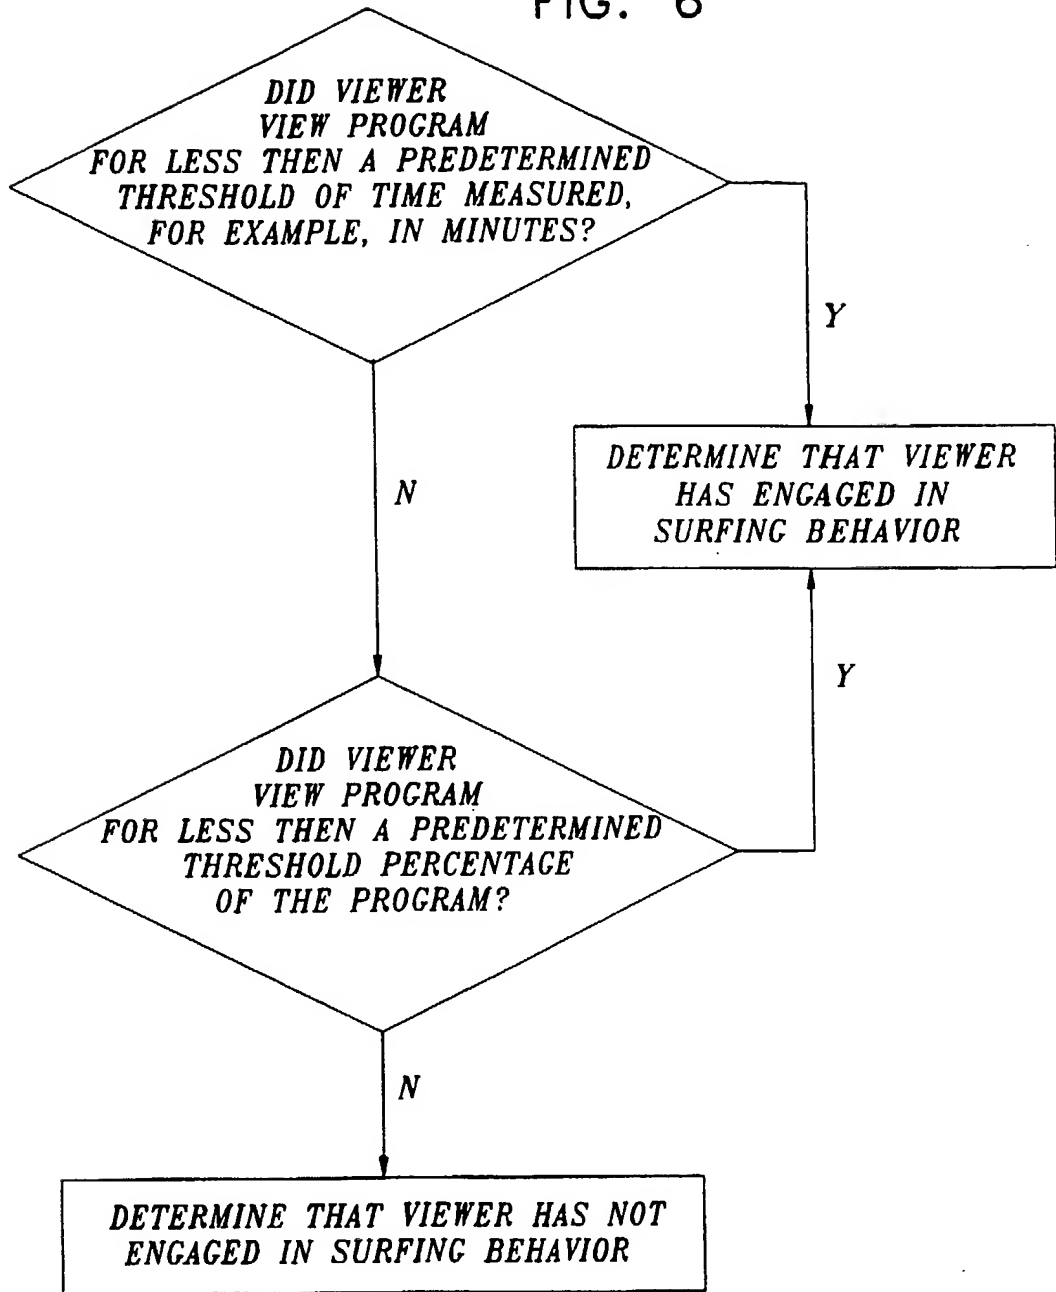 FIG. 6
DID VIEWER
VIEW PROGRAM
FOR LESS THEN A PREDETERMINED
THRESHOLD OF TIME MEASURED,
FOR EXAMPLE, IN MINUTES?
Y
DETERMINE THAT VIEWER
HAS ENGAGED IN
SURFING BEHAVIOR
N
Y
DID VIEWER
VIEW PROGRAM
FOR LESS THEN A PREDETERMINED
THRESHOLD PERCENTAGE
OF THE PROGRAM?
N
DETERMINE THAT VIEWER HAS NOT
ENGAGED IN SURFING BEHAVIOR